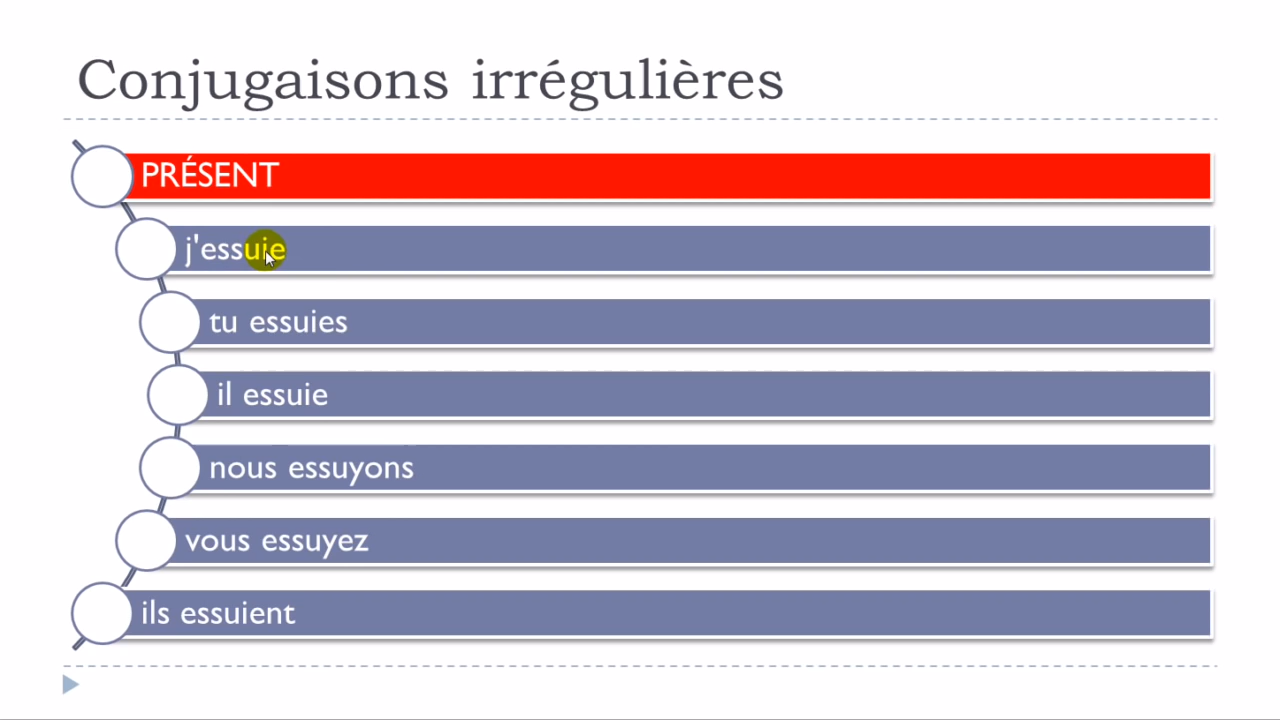 Conjugaisons irrégulières
PRÉSENT
j'essuie
tu essuies
il essuie
nous essuyons
vous essuyez
ils essuient